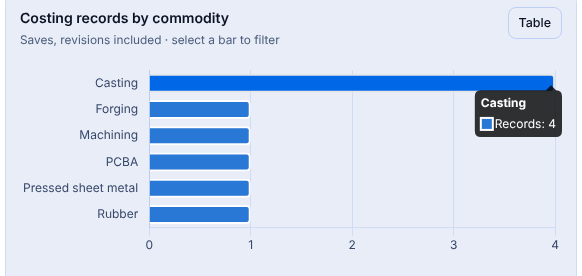 Costing records by commodity
Table
Saves, revisions included · select a bar to filter
Casting
Casting
Forging
Records: 4
Machining
PCBA
Pressed sheet metal
Rubber
0 1 2 3 4